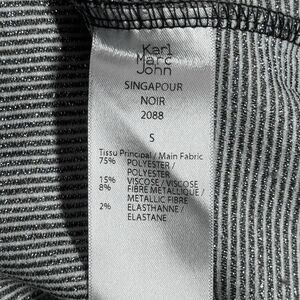 Karl
Marc
John
SINGAPOUR
NOIR
2088
S
Tissu Principal / Main Fabric
75% POLYESTER /
POLYESTER
15% VISCOSE / VISCOSE
8% FIBRE METALLIQUE /
METALLIC FIBRE
2% ELASTHANNE /
ELASTANE